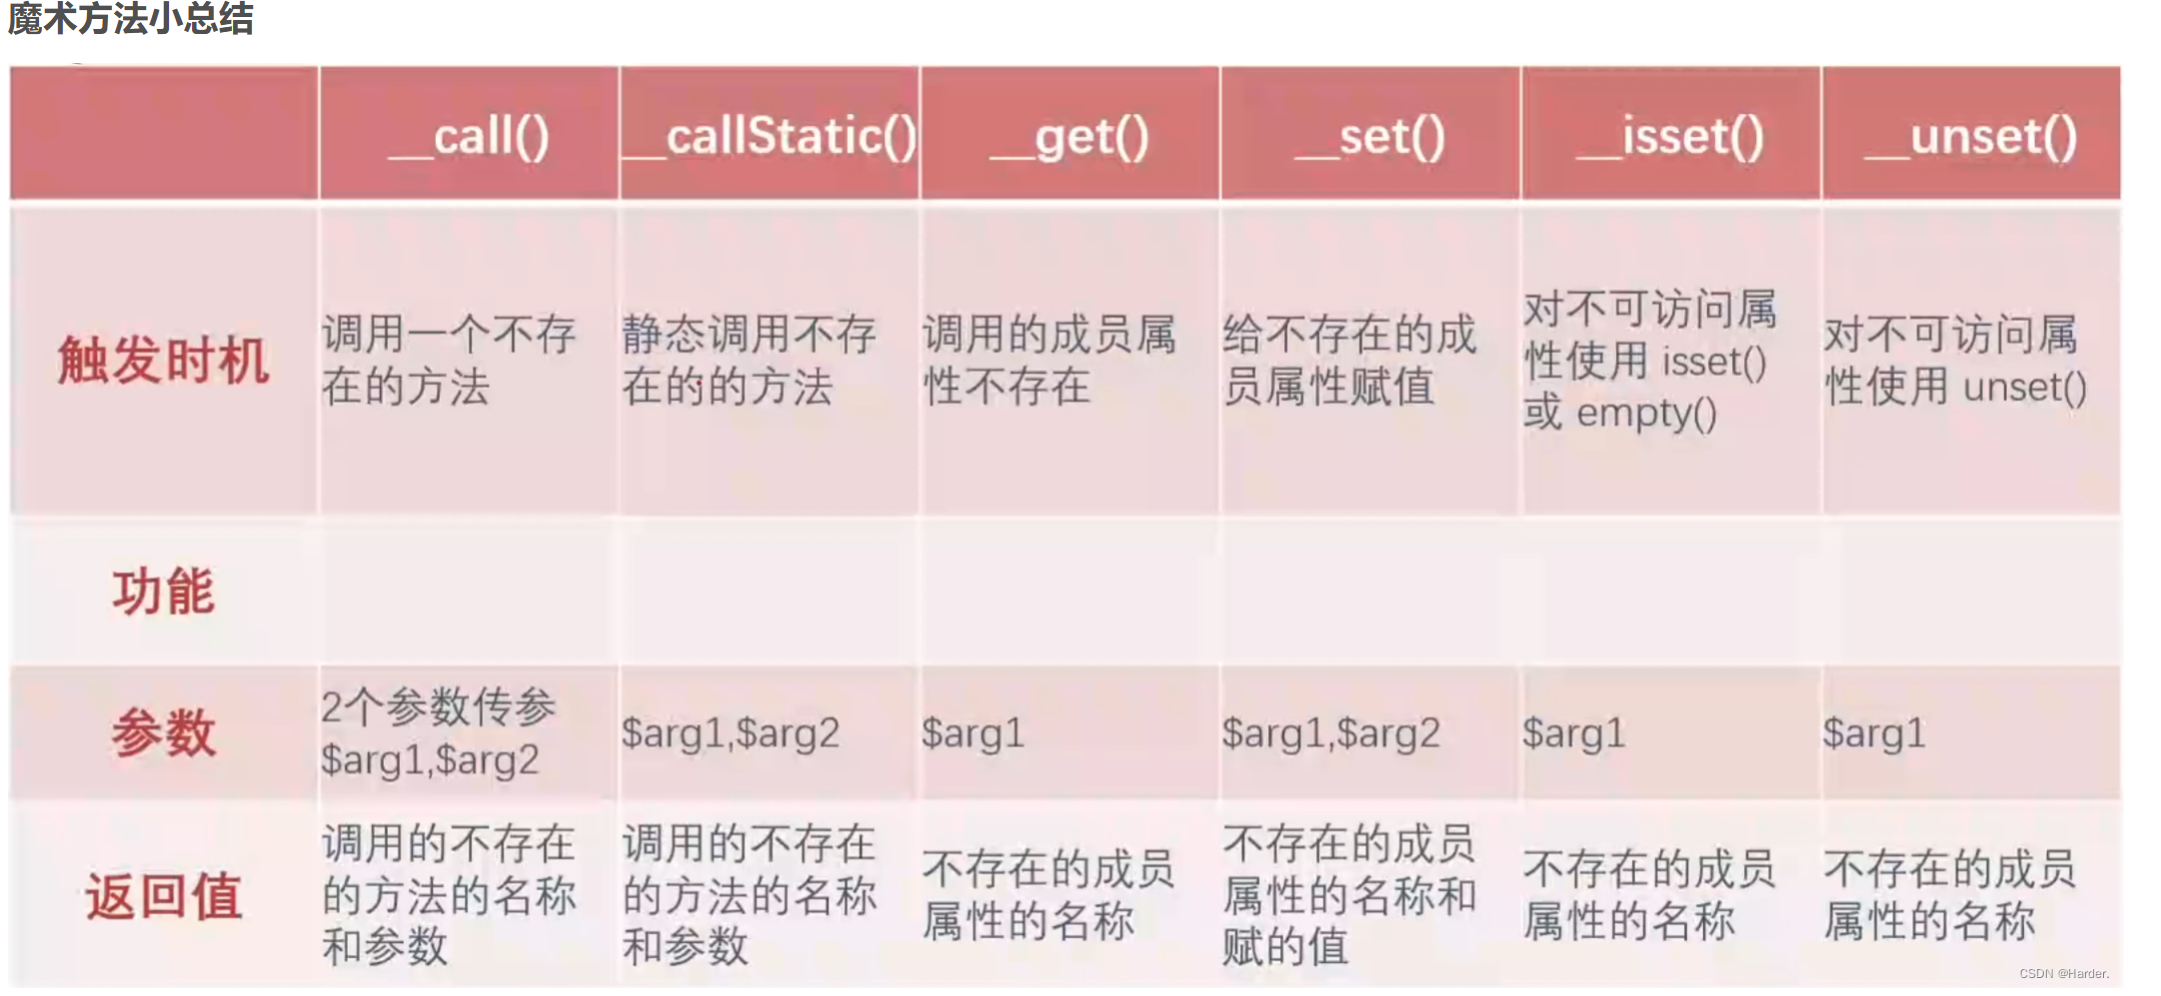 魔术方法小总结
__call()
__callStatic()
__get()
__set()
__isset()
__unset()
触发时机
调用一个不存
在的方法
静态调用不存
在的的方法
调用的成员属
性不存在
给不存在的成
员属性赋值
对不可访问属
性使用 isset()
或 empty()
对不可访问属
性使用 unset()
功能
参数
2个参数传参
$arg1,$arg2
$arg1,$arg2
$arg1
$arg1,$arg2
$arg1
$arg1
返回值
调用的不存在
的方法的名称
和参数
调用的不存在
的方法的名称
和参数
不存在的成员
属性的名称
不存在的成员
属性的名称和
赋的值
不存在的成员
属性的名称
不存在的成员
属性的名称
CSDN @Harder.